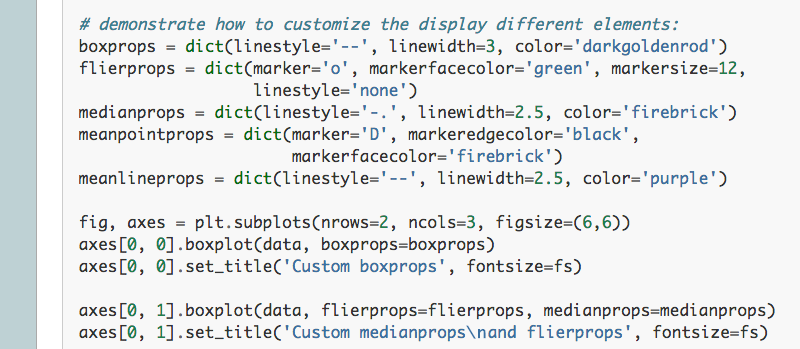 # demonstrate how to customize the display different elements:
boxprops = dict(linestyle='--', linewidth=3, color='darkgoldenrod')
flierprops = dict(marker='o', markerfacecolor='green', markersize=12,
                  linestyle='none')
medianprops = dict(linestyle='-.', linewidth=2.5, color='firebrick')
meanpointprops = dict(marker='D', markeredgecolor='black',
                      markerfacecolor='firebrick')
meanlineprops = dict(linestyle='--', linewidth=2.5, color='purple')

fig, axes = plt.subplots(nrows=2, ncols=3, figsize=(6,6))
axes[0, 0].boxplot(data, boxprops=boxprops)
axes[0, 0].set_title('Custom boxprops', fontsize=fs)

axes[0, 1].boxplot(data, flierprops=flierprops, medianprops=medianprops)
axes[0, 1].set_title('Custom medianprops\nand flierprops', fontsize=fs)